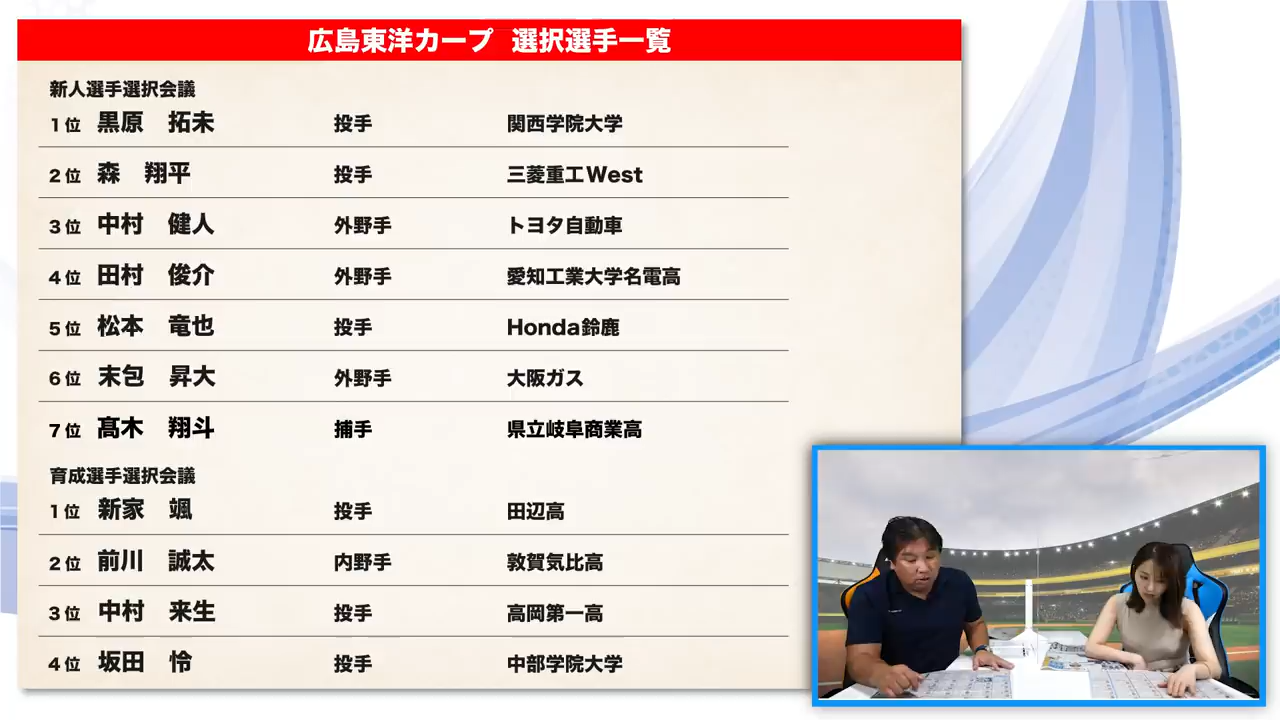 広島東洋カープ 選択選手一覧
新人選手選択会議
1位 黒原 拓未 投手 関西学院大学
2位 森 翔平 投手 三菱重工West
3位 中村 健人 外野手 トヨタ自動車
4位 田村 俊介 外野手 愛知工業大学名電高
5位 松本 竜也 投手 Honda鈴鹿
6位 末包 昇大 外野手 大阪ガス
7位 髙木 翔斗 捕手 県立岐阜商業高
育成選手選択会議
1位 新家 颯 投手 田辺高
2位 前川 誠太 内野手 敦賀気比高
3位 中村 来生 投手 高岡第一高
4位 坂田 怜 投手 中部学院大学